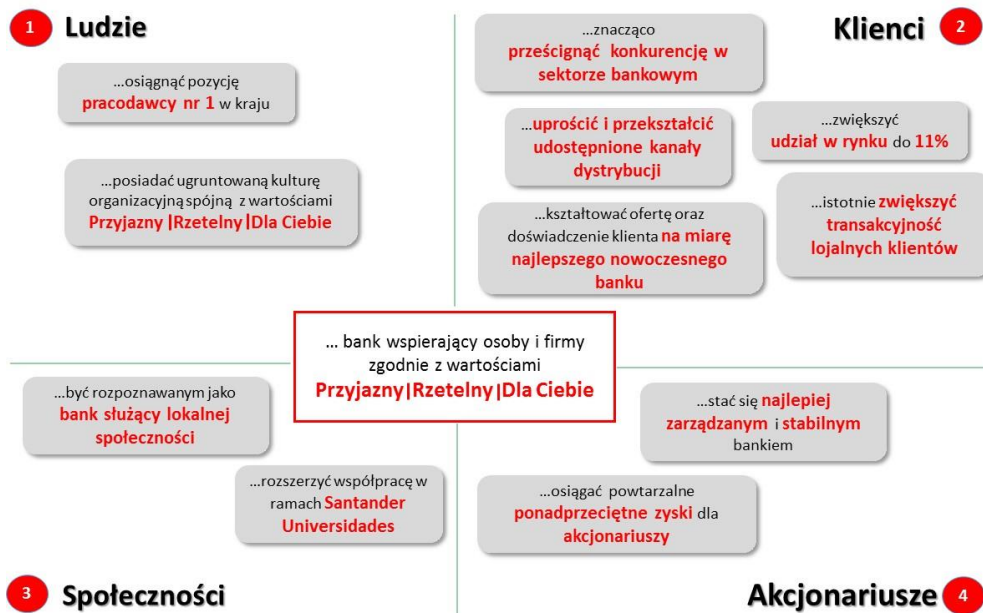 1 Ludzie
...osiągnąć pozycję
pracodawcy nr 1 w kraju
...posiadać ugruntowaną kulturę
organizacyjną spójną z wartościami
Przyjazny |Rzetelny|Dla Ciebie
Klienci 2
...znacząco
prześcignąć konkurencję w
sektorze bankowym
...uprościć i przekształcić
udostępnione kanały
dystrybucji
...zwiększyć
udział w rynku do 11%
...kształtować ofertę oraz
doświadczenie klienta na miarę
najlepszego nowoczesnego
banku
...istotnie zwiększyć
transakcyjność
lojalnych klientów
... bank wspierający osoby i firmy
zgodnie z wartościami
Przyjazny|Rzetelny|Dla Ciebie
...być rozpoznawanym jako
bank służący lokalnej
społeczności
...rozszerzyć współpracę w
ramach Santander
Universidades
3 Społeczności
...stać się najlepiej
zarządzanym i stabilnym
bankiem
...osiągać powtarzalne
ponadprzeciętne zyski dla
akcjonariuszy
Akcjonariusze 4